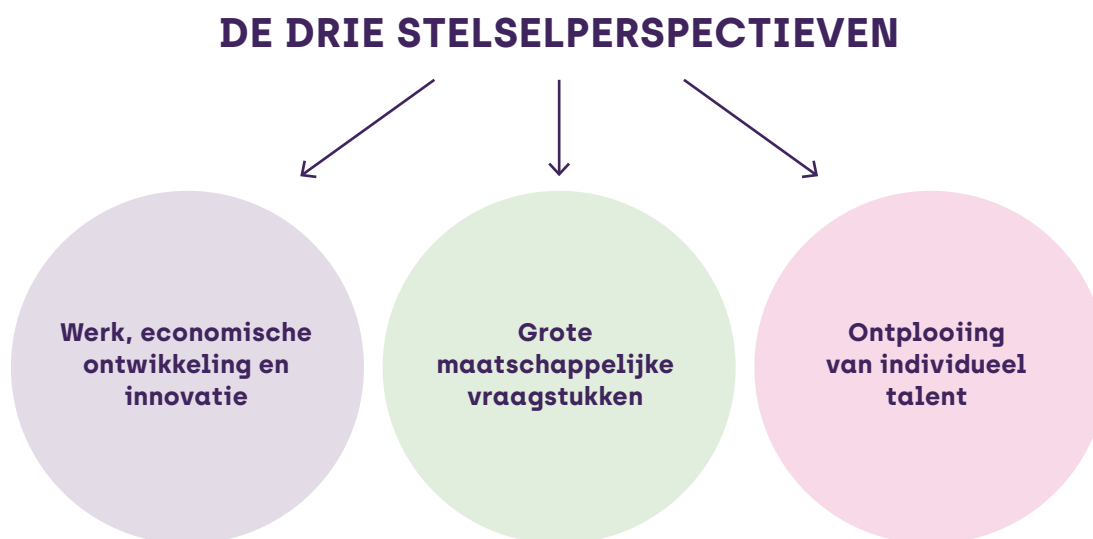 DE DRIE STELSELPERSPECTIEVEN
Werk, economische
ontwikkeling en
innovatie
Grote
maatschappelijke
vraagstukken
Ontplooiing
van individueel
talent